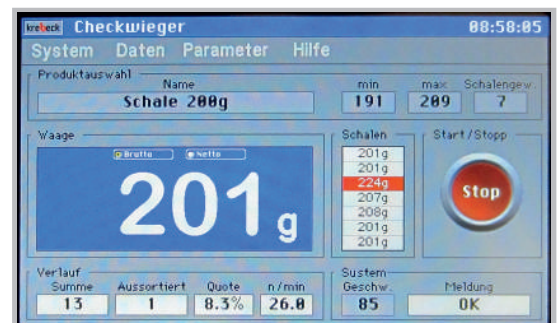 krebeck Checkwieger 08:58:05
System Daten Parameter Hilfe
Produktauswahl
Name min max Schalengew.
Schale 200g 191 209 7
Waage Schalen Start/Stopp
Brutto Netto
201 g
201g
201g
224g
207g
208g
201g
201g
Stop
Verlauf System
Summe Aussortiert Quote n/min Geschw. Meldung
13 1 8.3% 26.0 85 OK